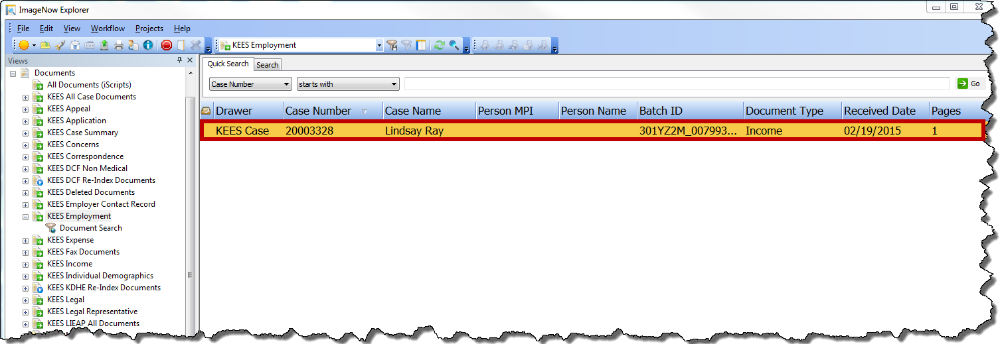 ImageNow Explorer
File Edit View Workflow Projects Help
KEES Employment
Views
Quick Search Search
Case Number starts with Go
Documents
All Documents (iScripts)
KEES All Case Documents
KEES Appeal
KEES Application
KEES Case Summary
KEES Concerns
KEES Correspondence
KEES DCF Non Medical
KEES DCF Re-Index Documents
KEES Deleted Documents
KEES Employer Contact Record
KEES Employment
Document Search
KEES Expense
KEES Fax Documents
KEES Income
KEES Individual Demographics
KEES KDHE Re-Index Documents
KEES Legal
KEES Legal Representative
KEES LIEAP All Documents
Drawer Case Number Case Name Person MPI Person Name Batch ID Document Type Received Date Pages
KEES Case 20003328 Lindsay Ray 301YZ2M_007993... Income 02/19/2015 1